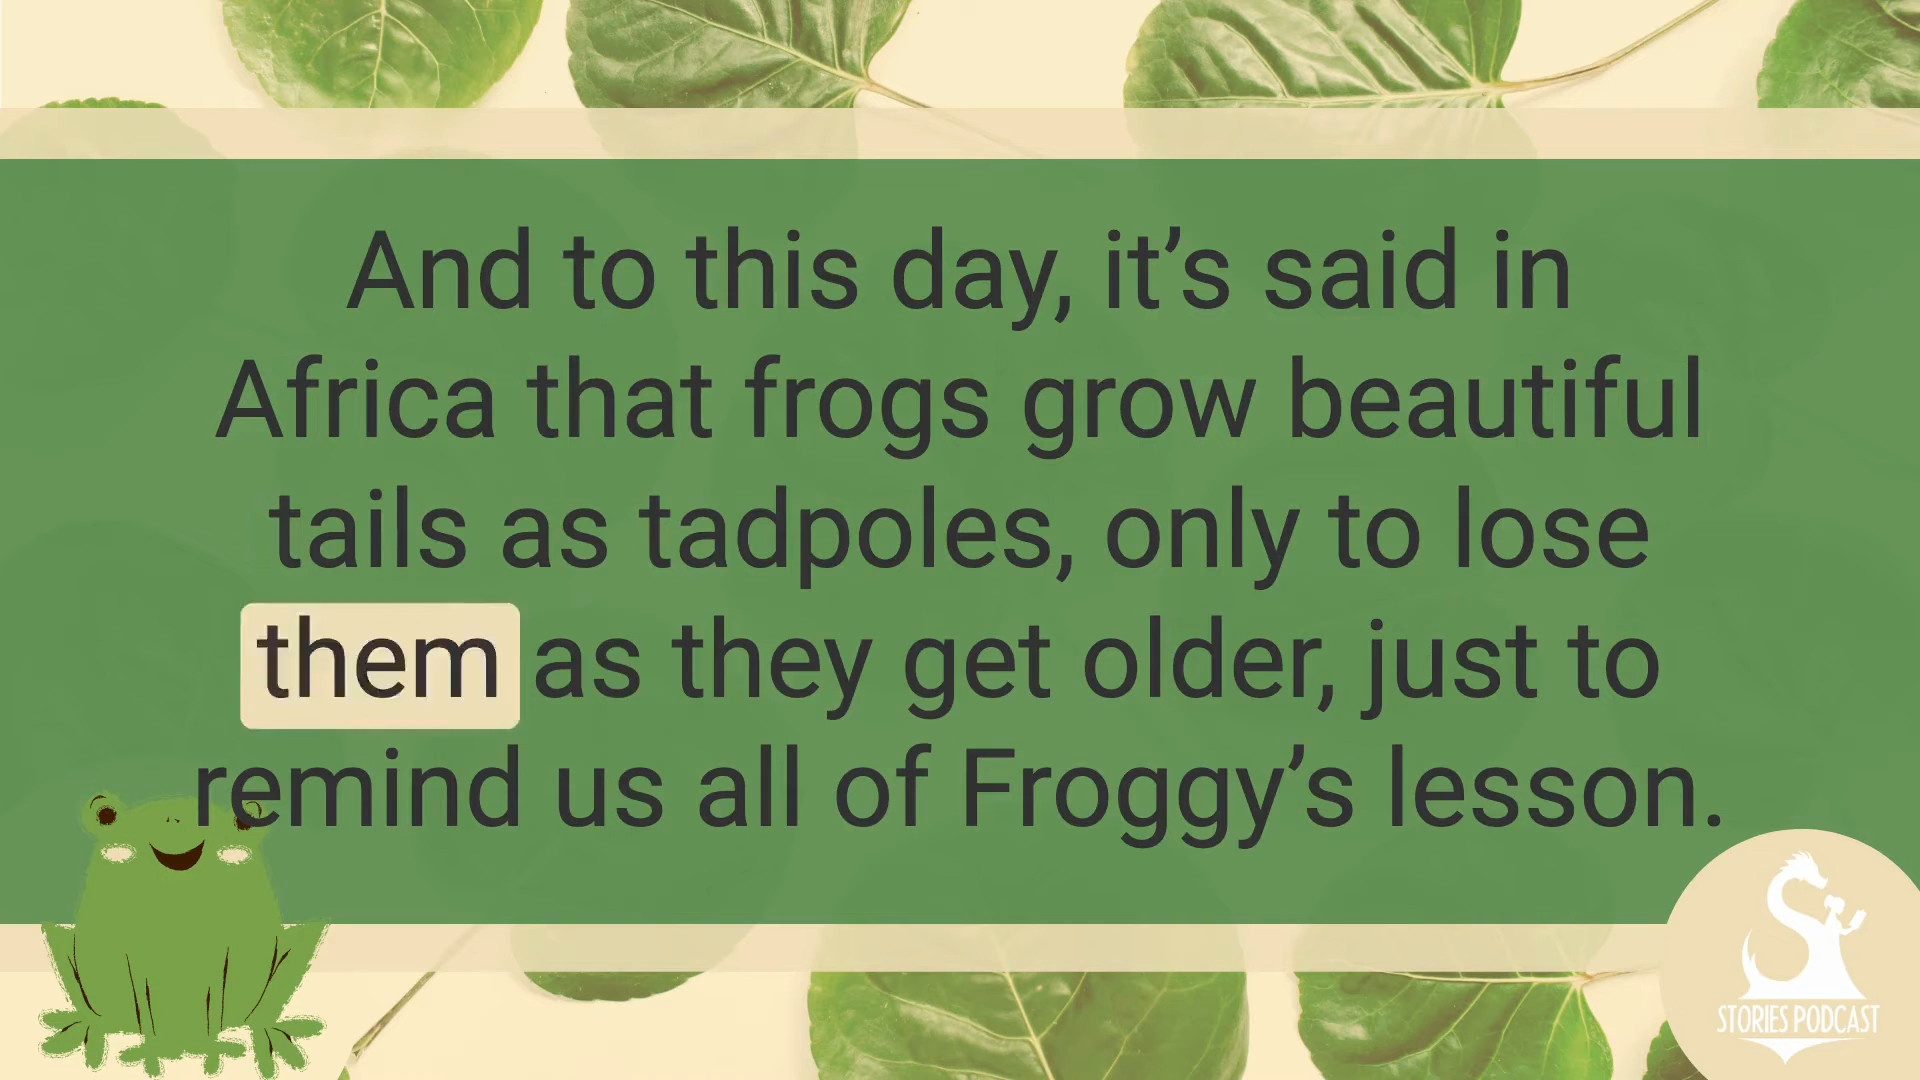 And to this day, it’s said in
Africa that frogs grow beautiful
tails as tadpoles, only to lose
them as they get older, just to
remind us all of Froggy’s lesson.
STORIES PODCAST